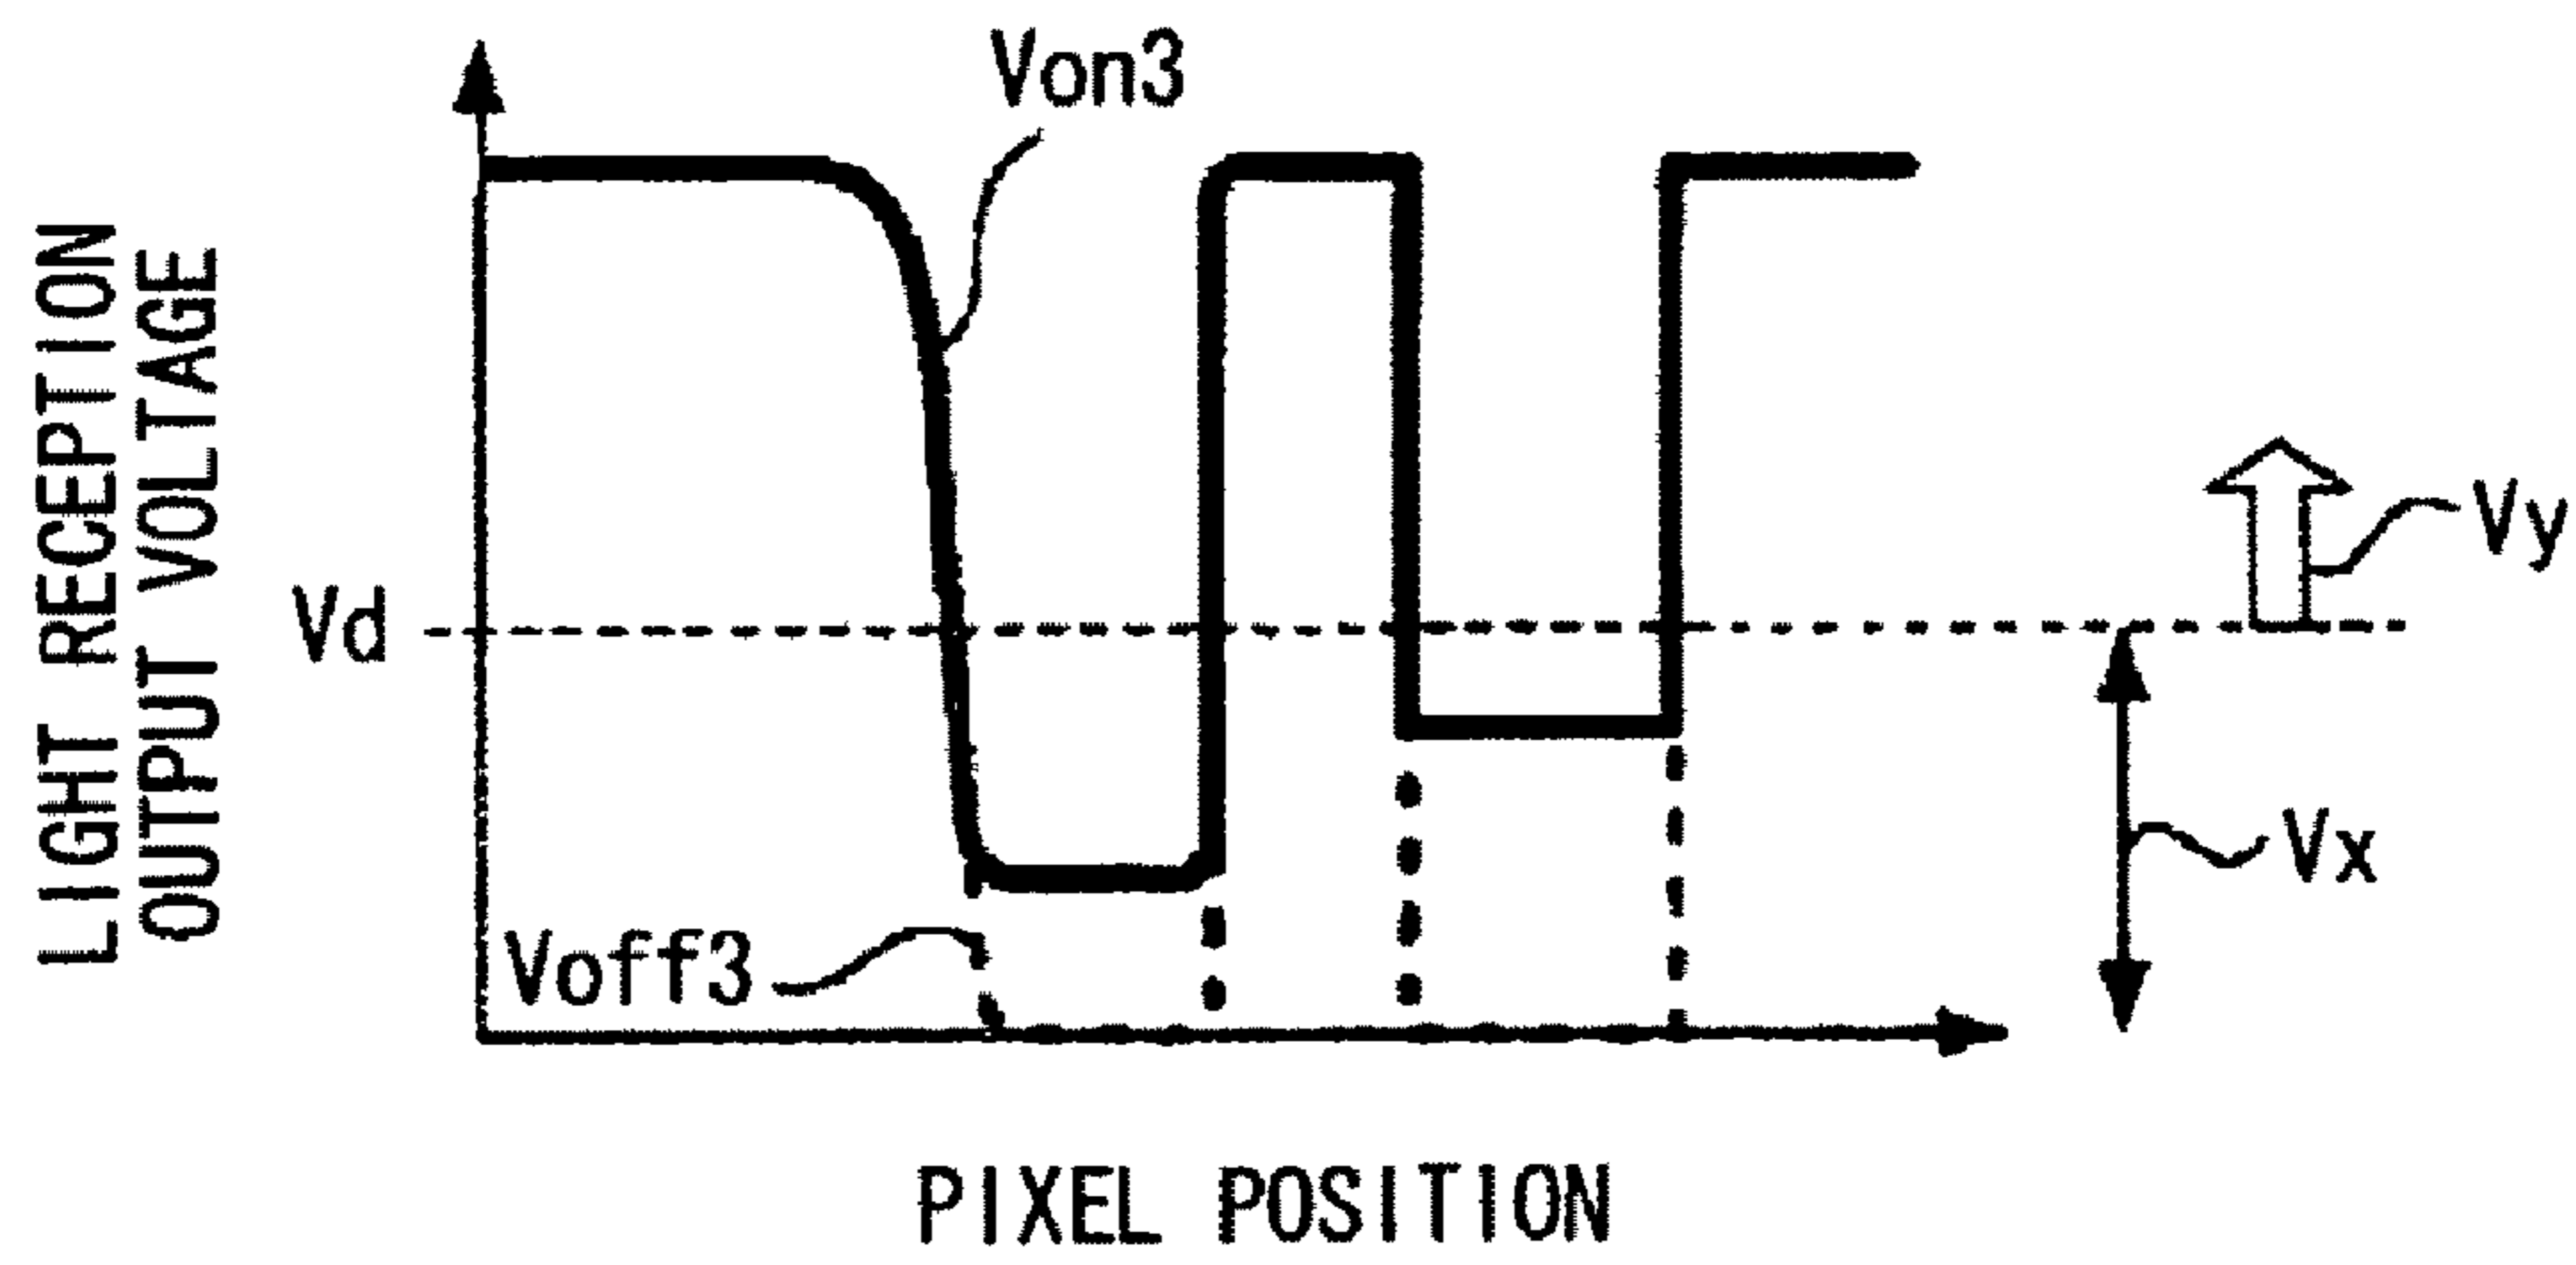 Von3
LIGHT RECEPTION
OUTPUT VOLTAGE
Vd
Vy
Vx
Voff3
PIXEL POSITION